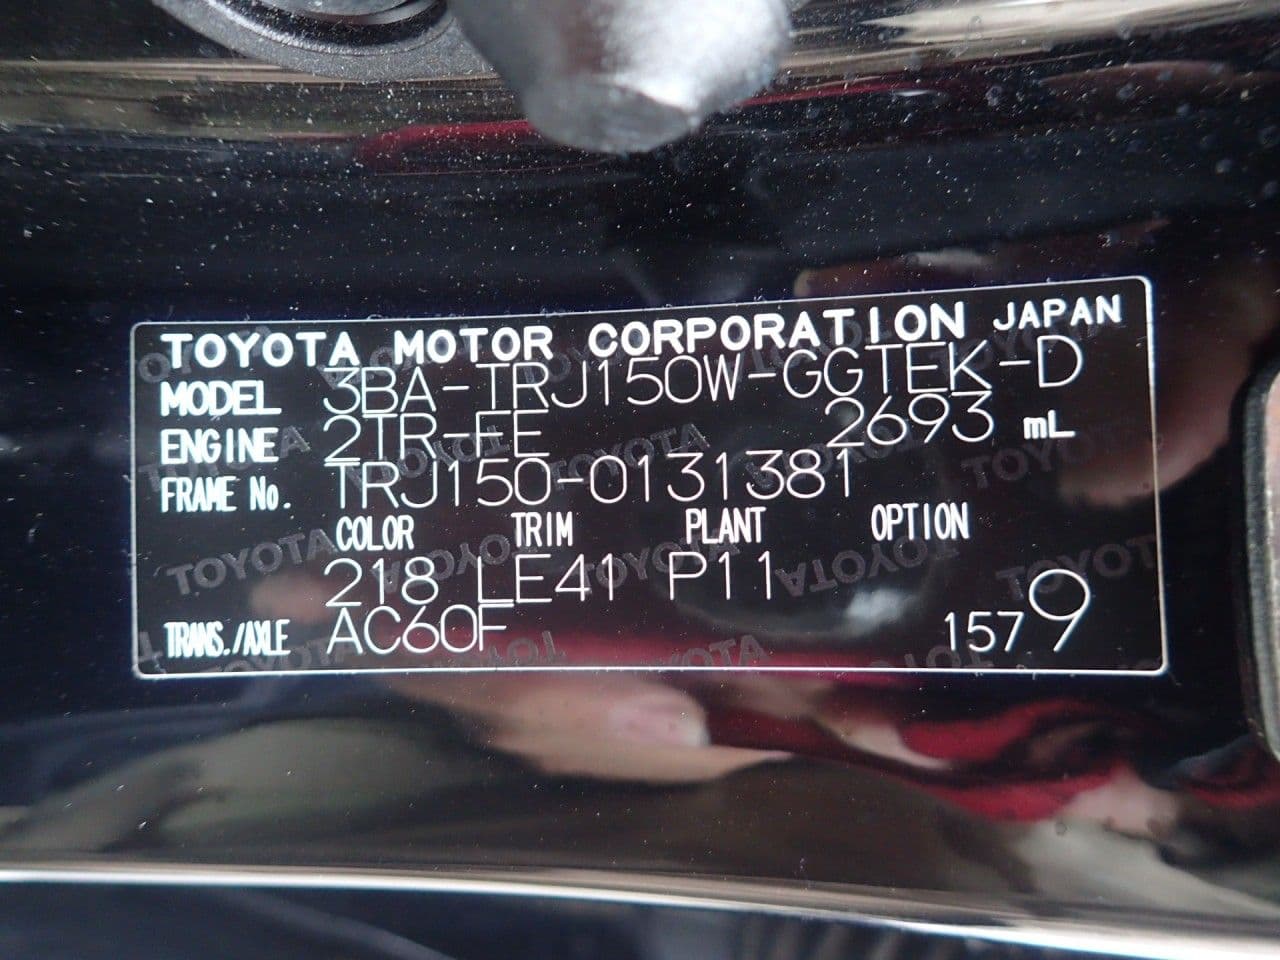 TOYOTA MOTOR CORPORATION JAPAN
MODEL 3BA-TRJ150W-GGTEK-D
ENGINE 2TR-FE 2693 mL
FRAME No. TRJ150-0131381
COLOR TRIM PLANT OPTION
218 LE41 P11
TRANS./AXLE AC60F 1579